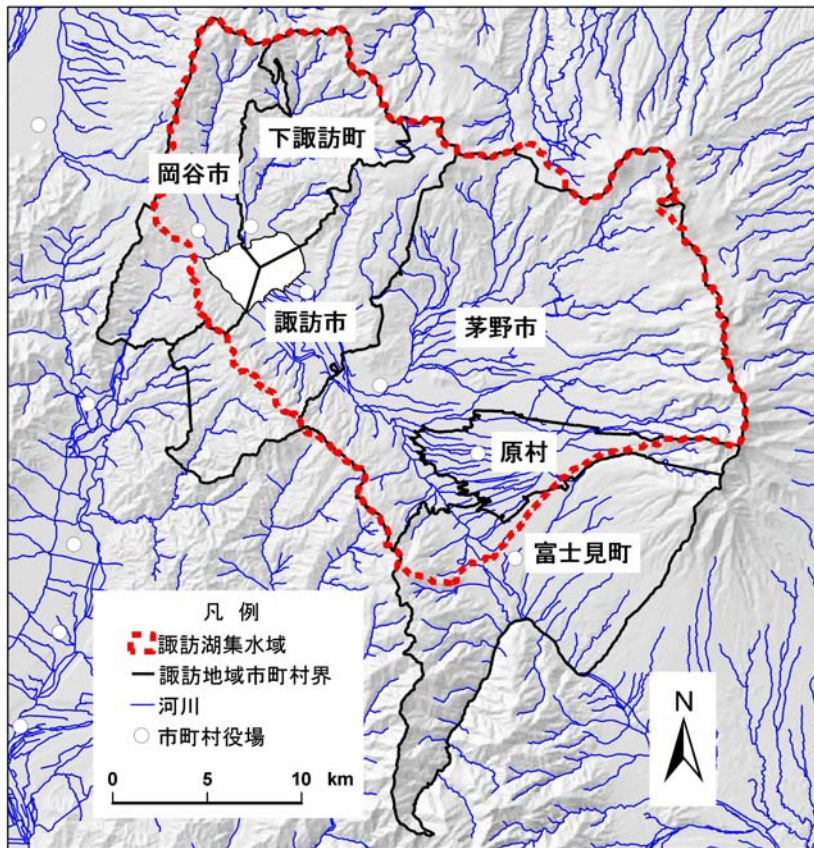 下諏訪町
岡谷市
諏訪市
茅野市
原村
富士見町
凡 例
諏訪湖集水域
諏訪地域市町村界
河川
市町村役場
0 5 10 km
N